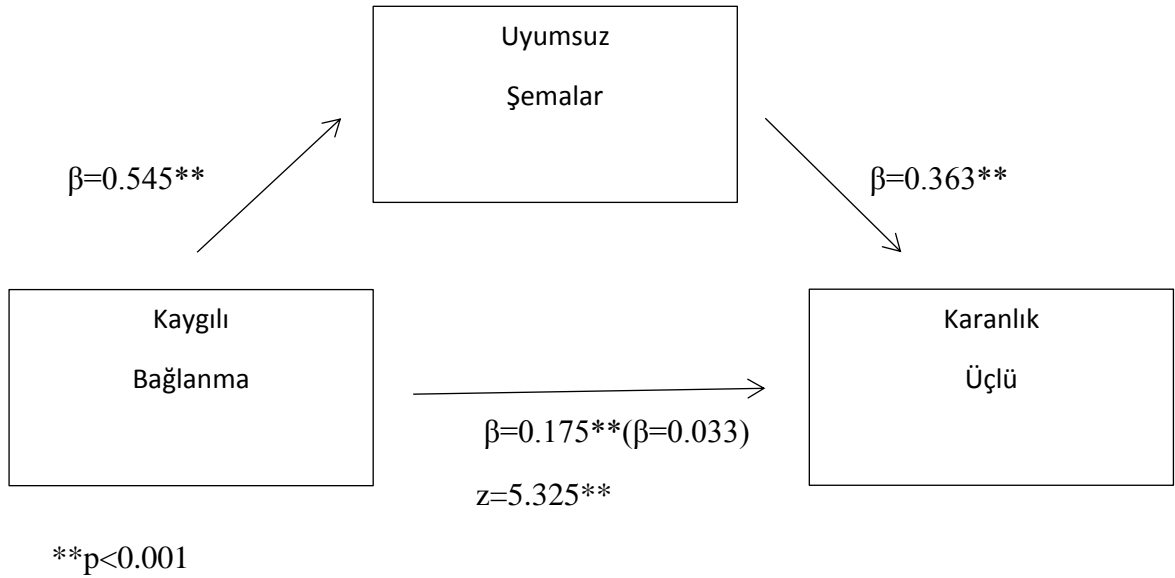 Uyumsuz
Şemalar
β=0.545**
β=0.363**
Kaygılı
Bağlanma
Karanlık
Üçlü
β=0.175**(β=0.033)
z=5.325**
**p<0.001